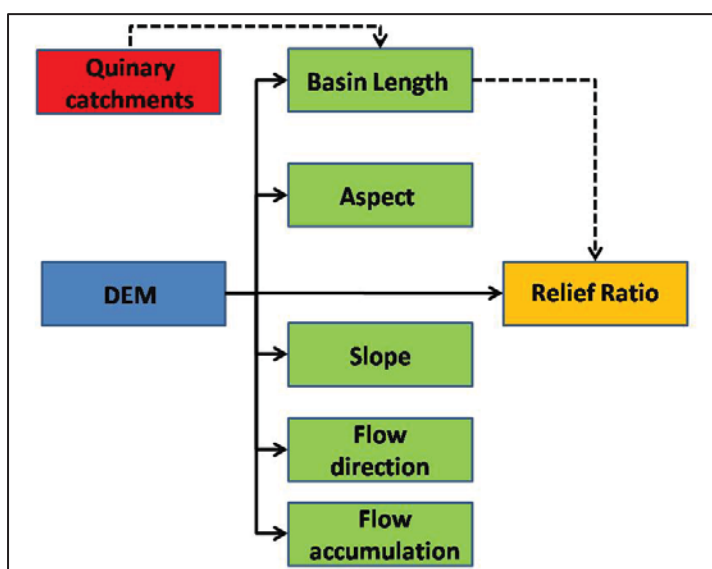 Quinary
catchments
Basin Length
Aspect
DEM
Relief Ratio
Slope
Flow
direction
Flow
accumulation